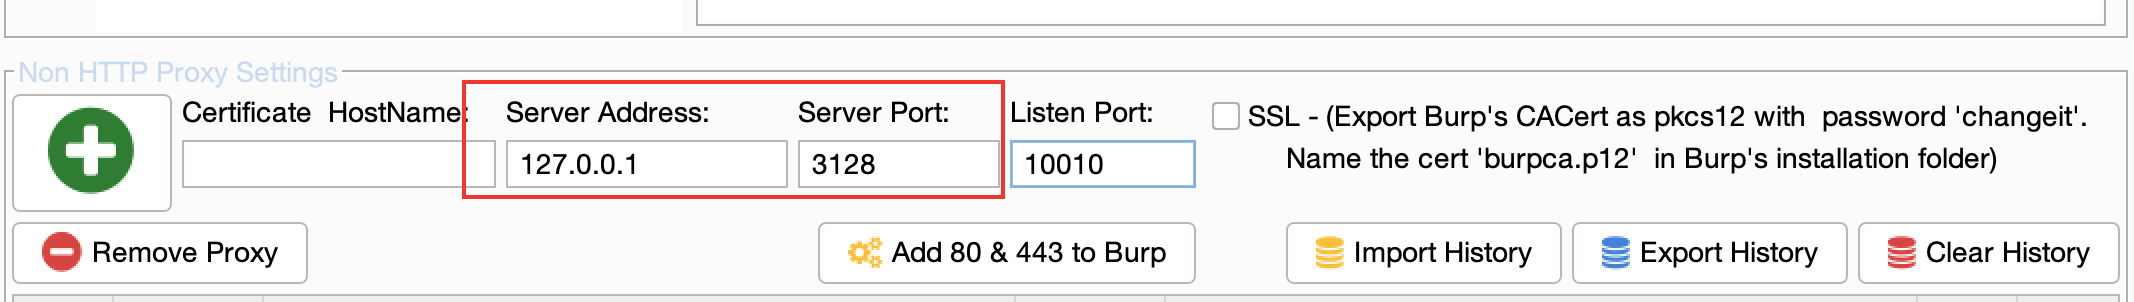 Non HTTP Proxy Settings
Certificate  HostName: Server Address: Server Port: Listen Port: SSL - (Export Burp's CACert as pkcs12 with  password 'changeit'.
127.0.0.1 3128 10010 Name the cert 'burpca.p12'  in Burp's installation folder)
Remove Proxy Add 80 & 443 to Burp Import History Export History Clear History